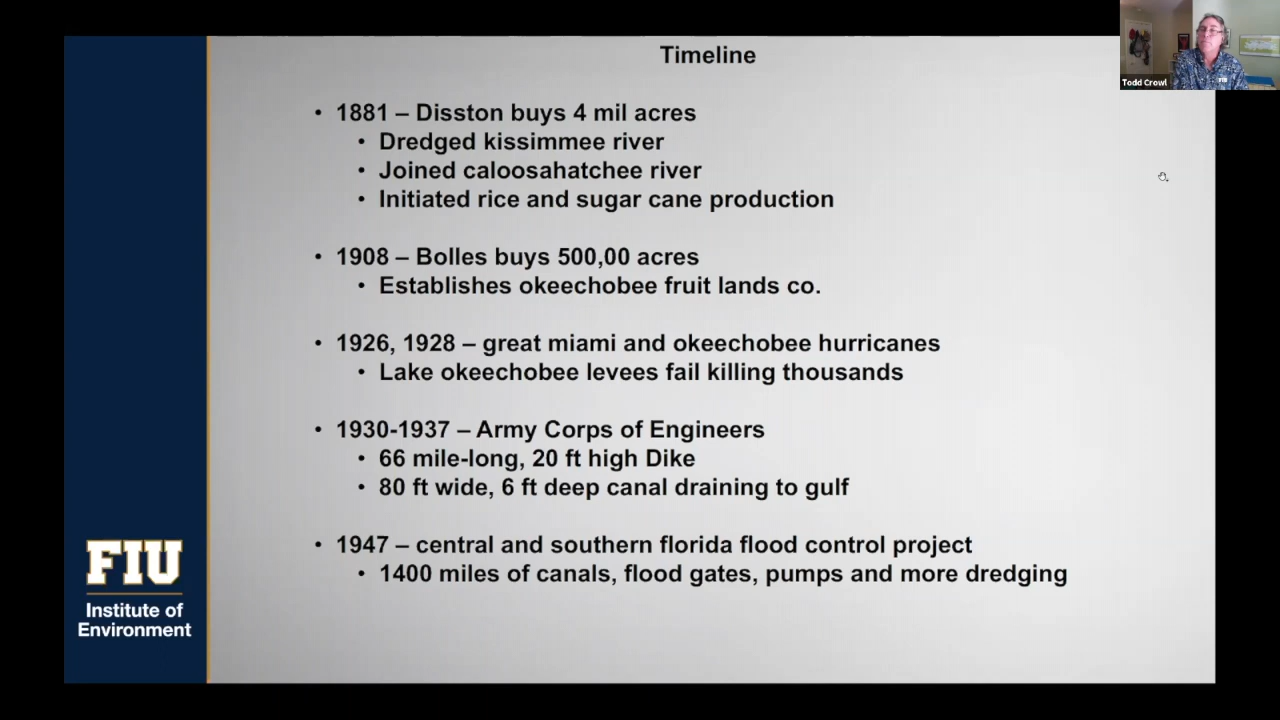 Timeline
• 1881 – Disston buys 4 mil acres
• Dredged kissimmee river
• Joined caloosahatchee river
• Initiated rice and sugar cane production
• 1908 – Bolles buys 500,00 acres
• Establishes okeechobee fruit lands co.
• 1926, 1928 – great miami and okeechobee hurricanes
• Lake okeechobee levees fail killing thousands
• 1930-1937 – Army Corps of Engineers
• 66 mile-long, 20 ft high Dike
• 80 ft wide, 6 ft deep canal draining to gulf
• 1947 – central and southern florida flood control project
• 1400 miles of canals, flood gates, pumps and more dredging
FIU
Institute of
Environment
Todd Crowl
FIU